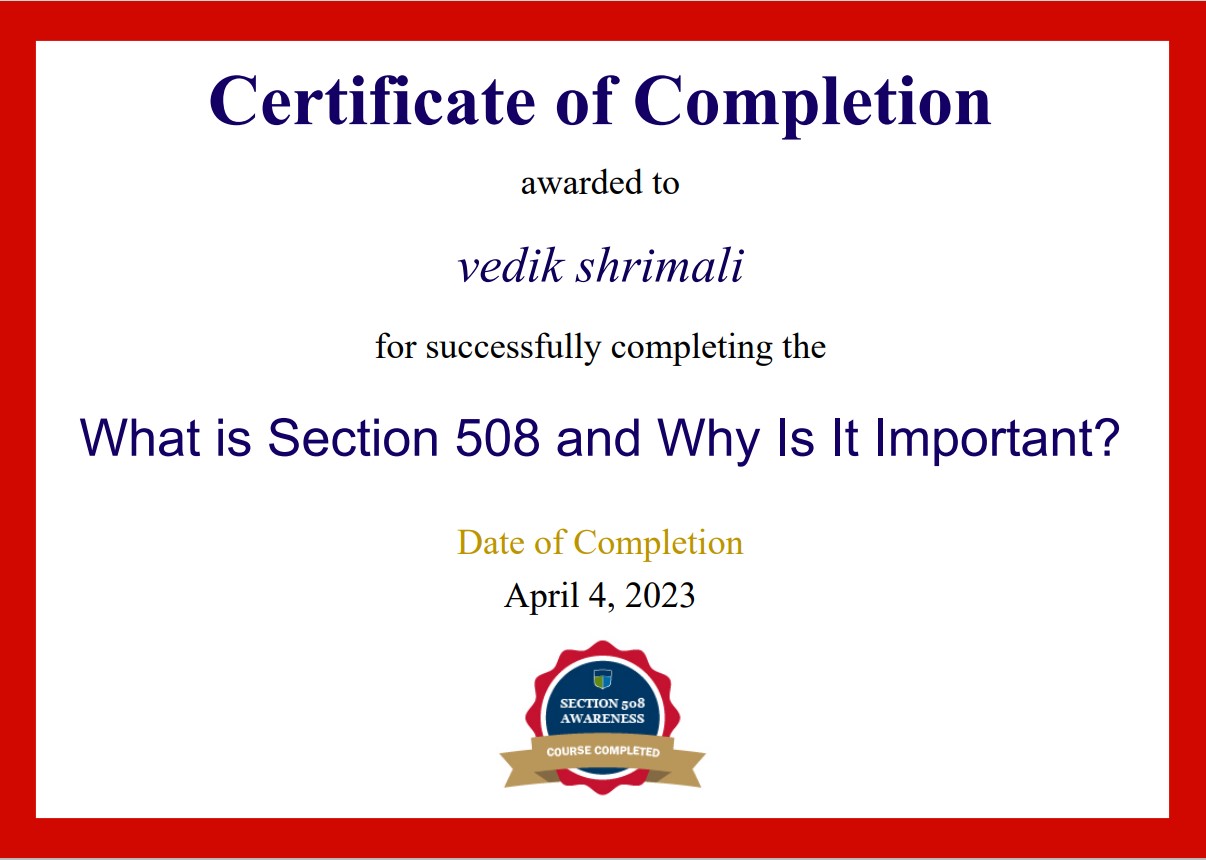 Certificate of Completion
awarded to
vedik shrimali
for successfully completing the
What is Section 508 and Why Is It Important?
Date of Completion
April 4, 2023
SECTION 508
AWARENESS
COURSE COMPLETED